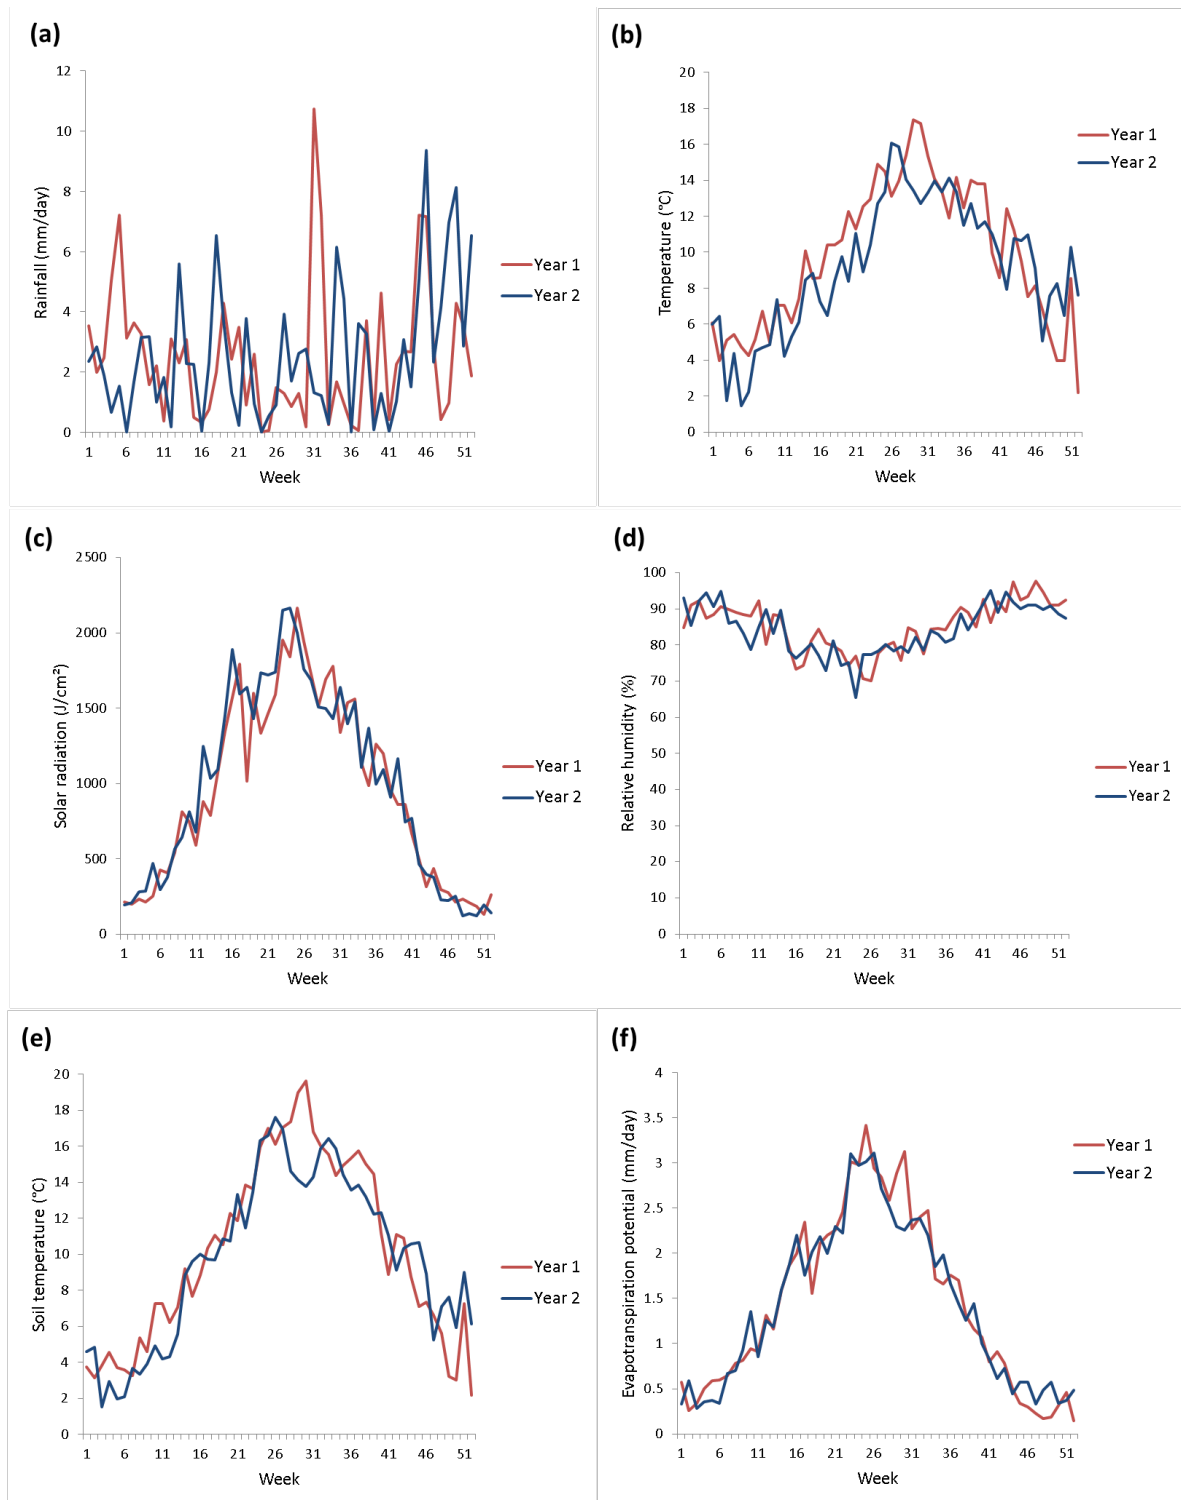 (a)
12
10
8
6
4
2
0
Rainfall (mm/day)
1 6 11 16 21 26 31 36 41 46 51
Week
Year 1
Year 2
(b)
20
18
16
14
12
10
8
6
4
2
0
Temperature (°C)
1 6 11 16 21 26 31 36 41 46 51
Week
Year 1
Year 2
(c)
2500
2000
1500
1000
500
0
Solar radiation (J/cm²)
1 6 11 16 21 26 31 36 41 46 51
Week
Year 1
Year 2
(d)
100
90
80
70
60
50
40
30
20
10
0
Relative humidity (%)
1 6 11 16 21 26 31 36 41 46 51
Week
Year 1
Year 2
(e)
20
18
16
14
12
10
8
6
4
2
0
Soil temperature (°C)
1 6 11 16 21 26 31 36 41 46 51
Week
Year 1
Year 2
(f)
4
3.5
3
2.5
2
1.5
1
0.5
0
Evapotranspiration potential (mm/day)
1 6 11 16 21 26 31 36 41 46 51
Week
Year 1
Year 2